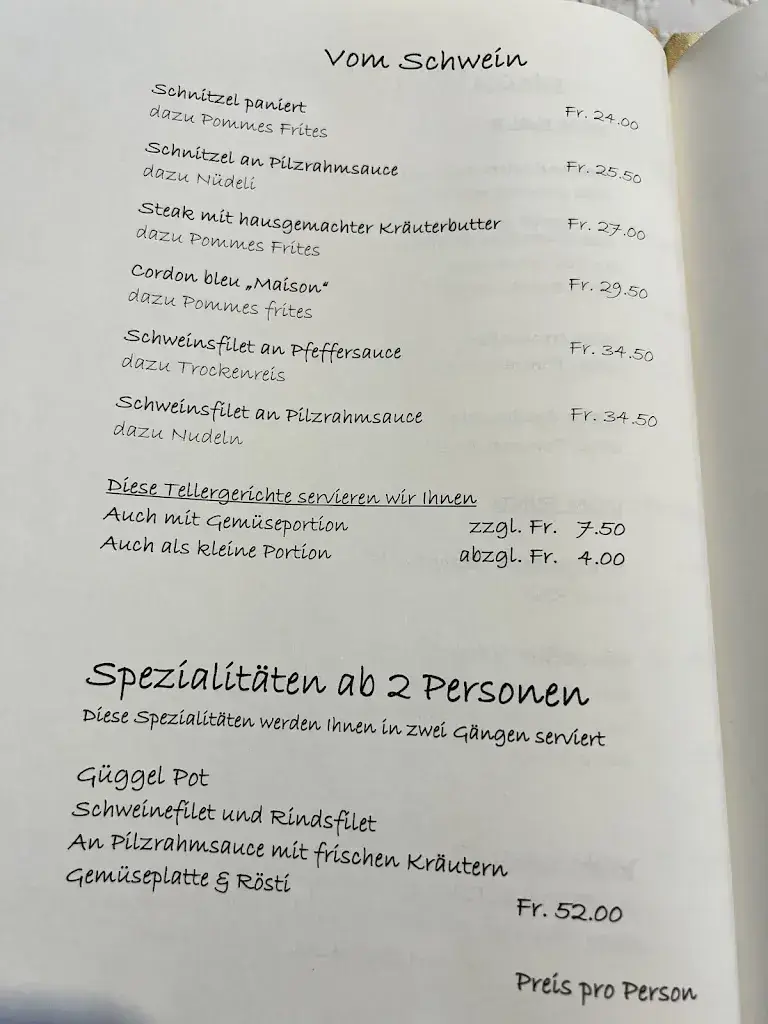 Vom Schwein
Schnitzel paniert Fr. 24.00
dazu Pommes Frites
Schnitzel an Pilzrahmsauce Fr. 25.50
dazu Nüdeli
Steak mit hausgemachter Kräuterbutter Fr. 27.00
dazu Pommes Frites
Cordon bleu „Maison“ Fr. 29.50
dazu Pommes frites
Schweinsfilet an Pfeffersauce Fr. 34.50
dazu Trockenreis
Schweinsfilet an Pilzrahmsauce Fr. 34.50
dazu Nudeln
Diese Tellergerichte servieren wir Ihnen
Auch mit Gemüseportion zzgl. Fr. 7.50
Auch als kleine Portion abzgl. Fr. 4.00
Spezialitäten ab 2 Personen
Diese Spezialitäten werden Ihnen in zwei Gängen serviert
Güggel Pot
Schweinefilet und Rindsfilet
An Pilzrahmsauce mit frischen Kräutern
Gemüseplatte & Rösti
Fr. 52.00
Preis pro Person